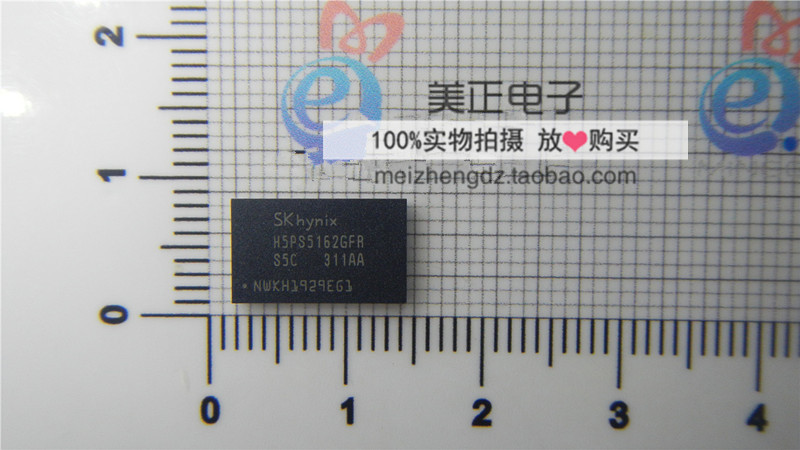 美正电子
100%实物拍摄 放❤购买
meizhengdz.taobao.com
SKhynix
H5PS5162GFR
S5C 311AA
NWKH1929EG1
2
1
0
0 1 2 3 4